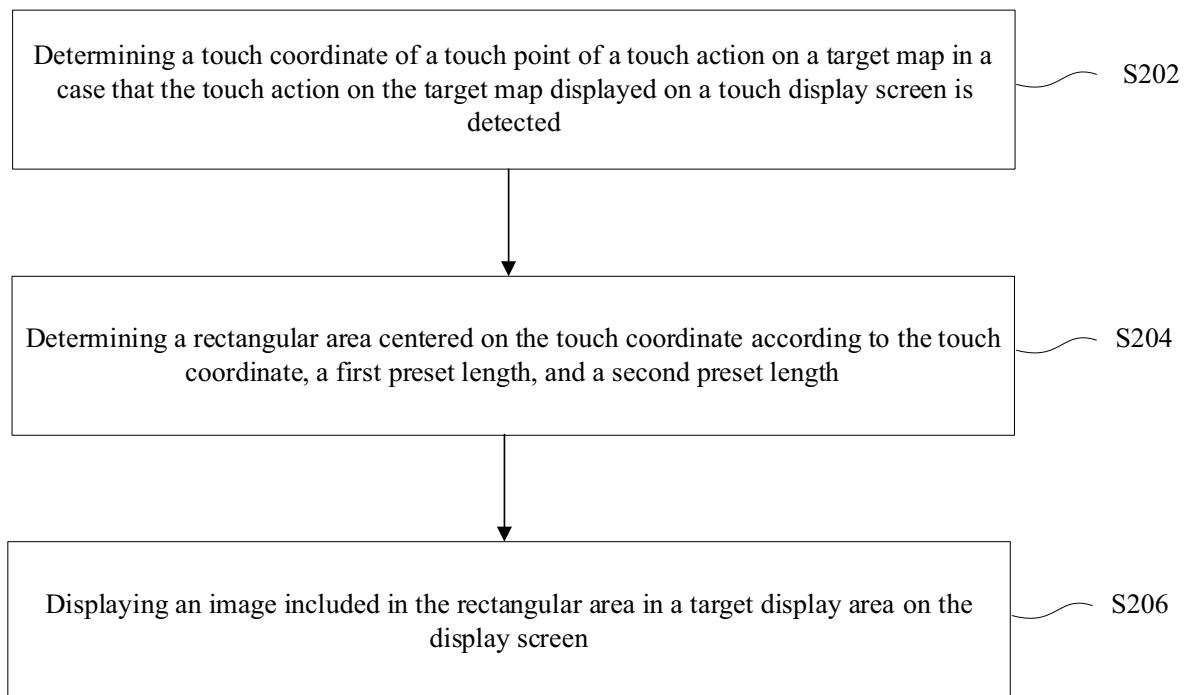 Determining a touch coordinate of a touch point of a touch action on a target map in a
case that the touch action on the target map displayed on a touch display screen is
detected
S202
Determining a rectangular area centered on the touch coordinate according to the touch
coordinate, a first preset length, and a second preset length
S204
Displaying an image included in the rectangular area in a target display area on the
display screen
S206